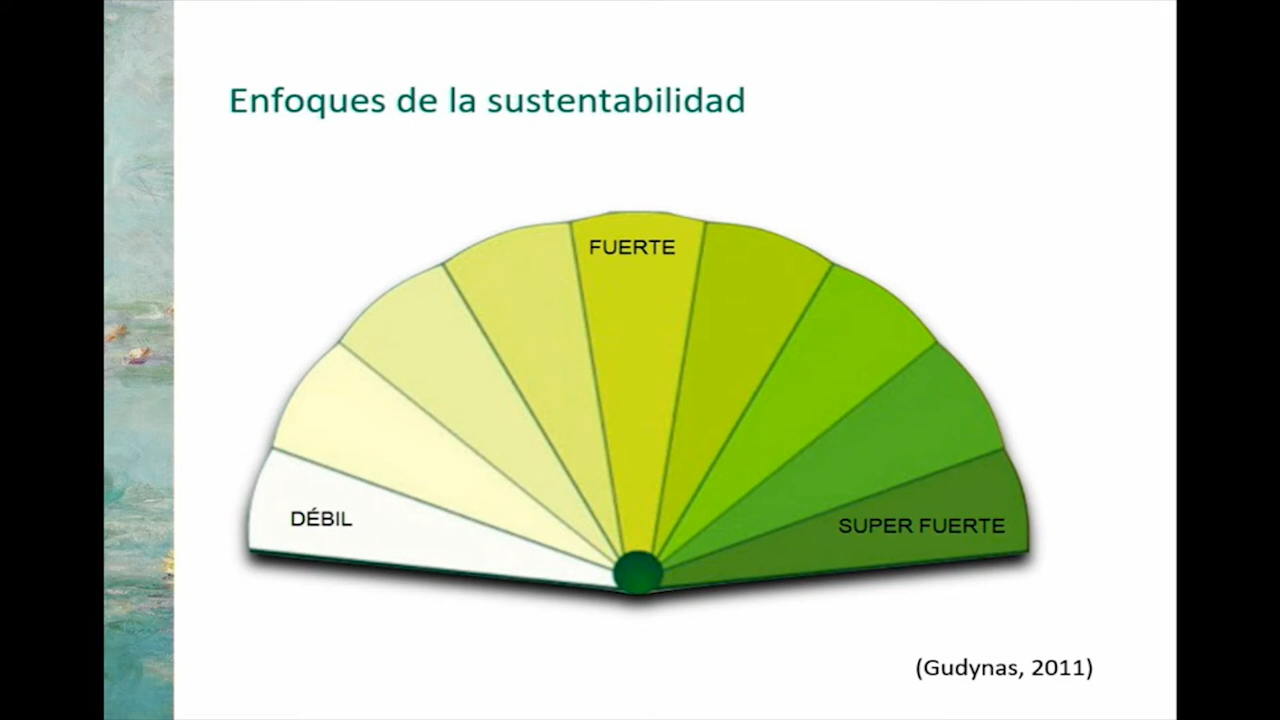 Enfoques de la sustentabilidad
FUERTE
DÉBIL
SUPER FUERTE
(Gudynas, 2011)